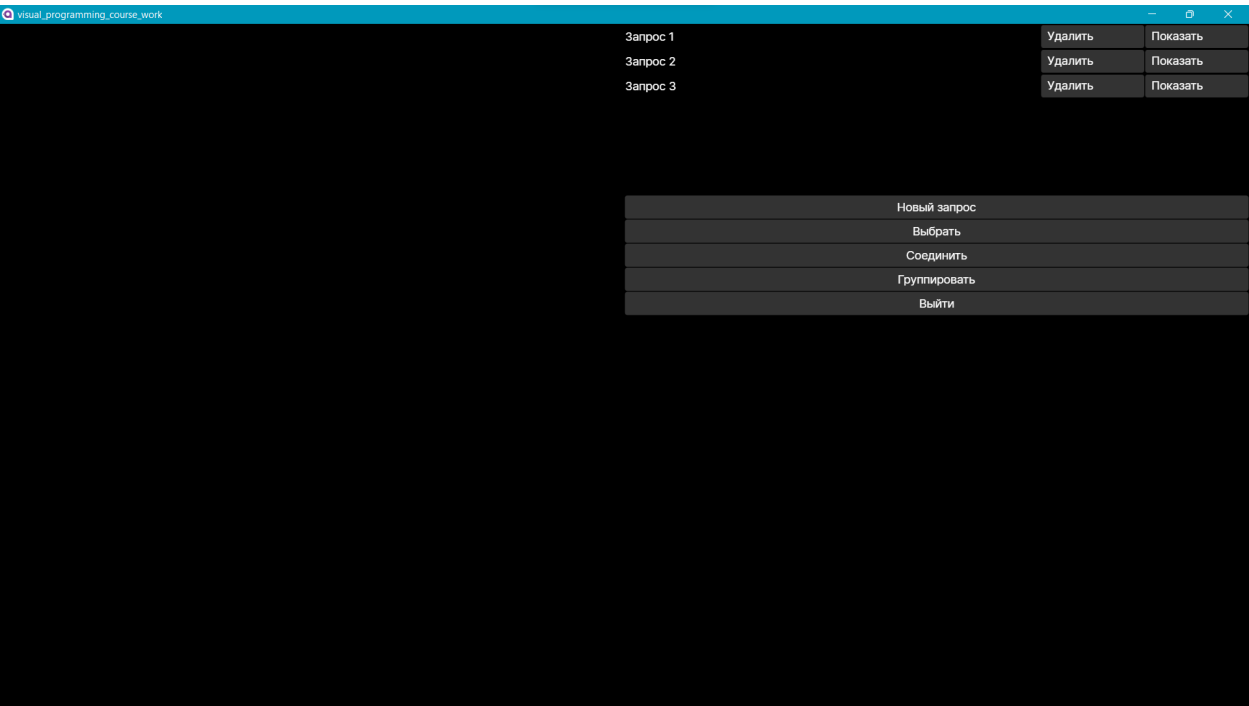 visual_programming_course_work
Запрос 1 Удалить Показать
Запрос 2 Удалить Показать
Запрос 3 Удалить Показать
Новый запрос
Выбрать
Соединить
Группировать
Выйти